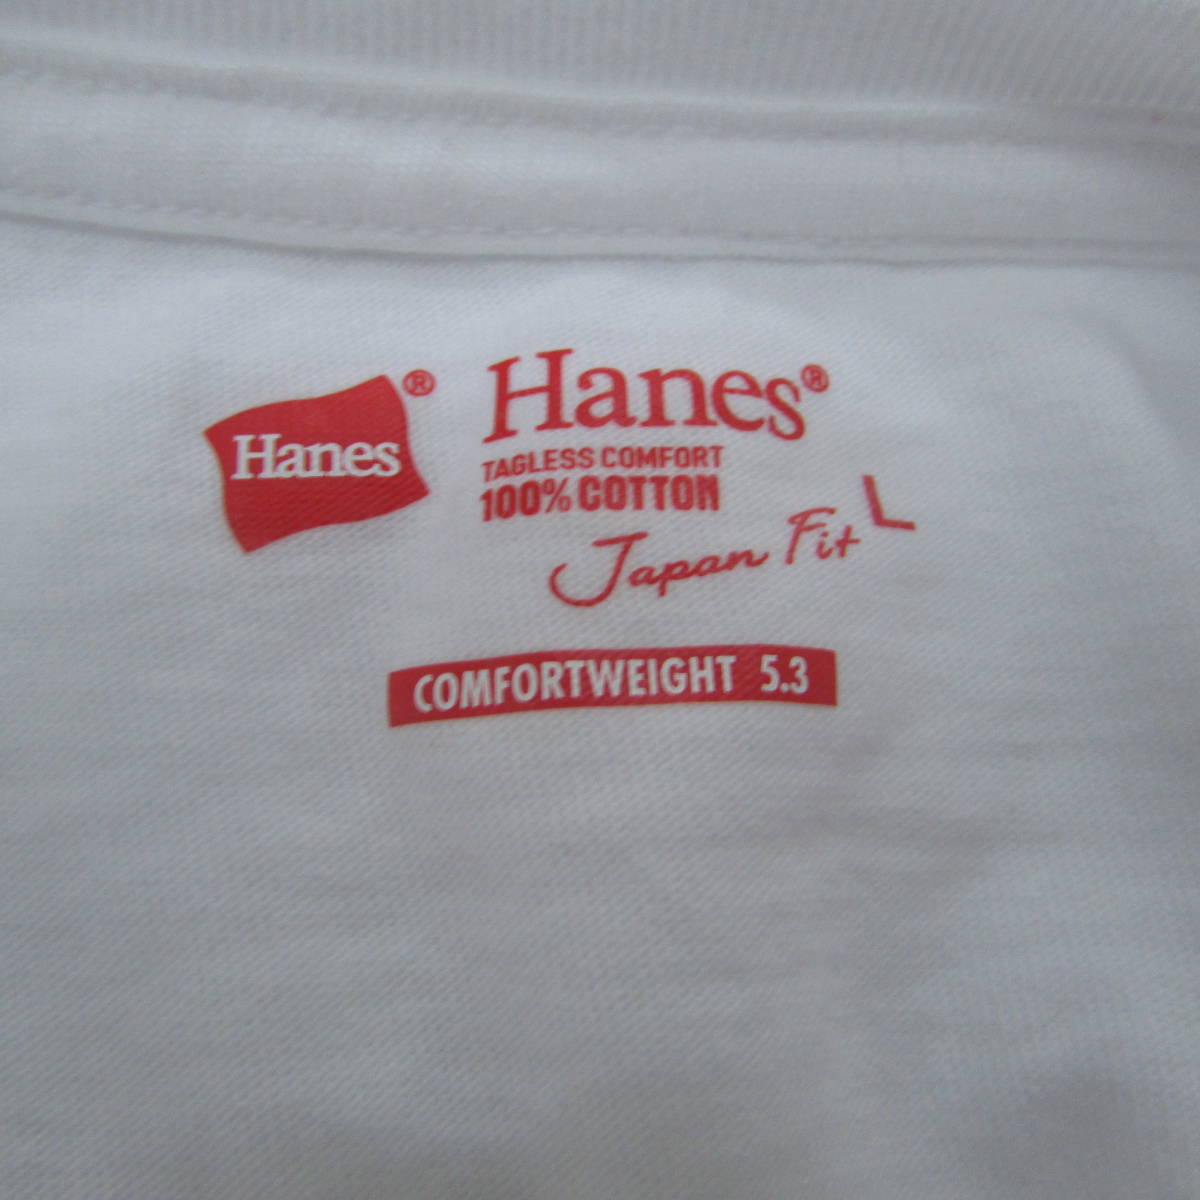 Hanes®
Hanes®
TAGLESS COMFORT
100% COTTON
Japan Fit L
COMFORTWEIGHT 5.3